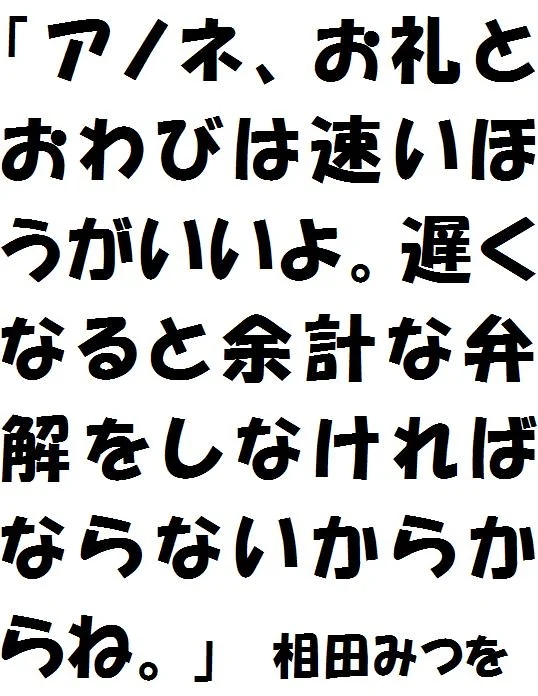 「アノネ、お礼と
おわびは速いほ
うがいいよ。遅く
なると余計な弁
解をしなければ
ならないからか
らね。」 相田みつを